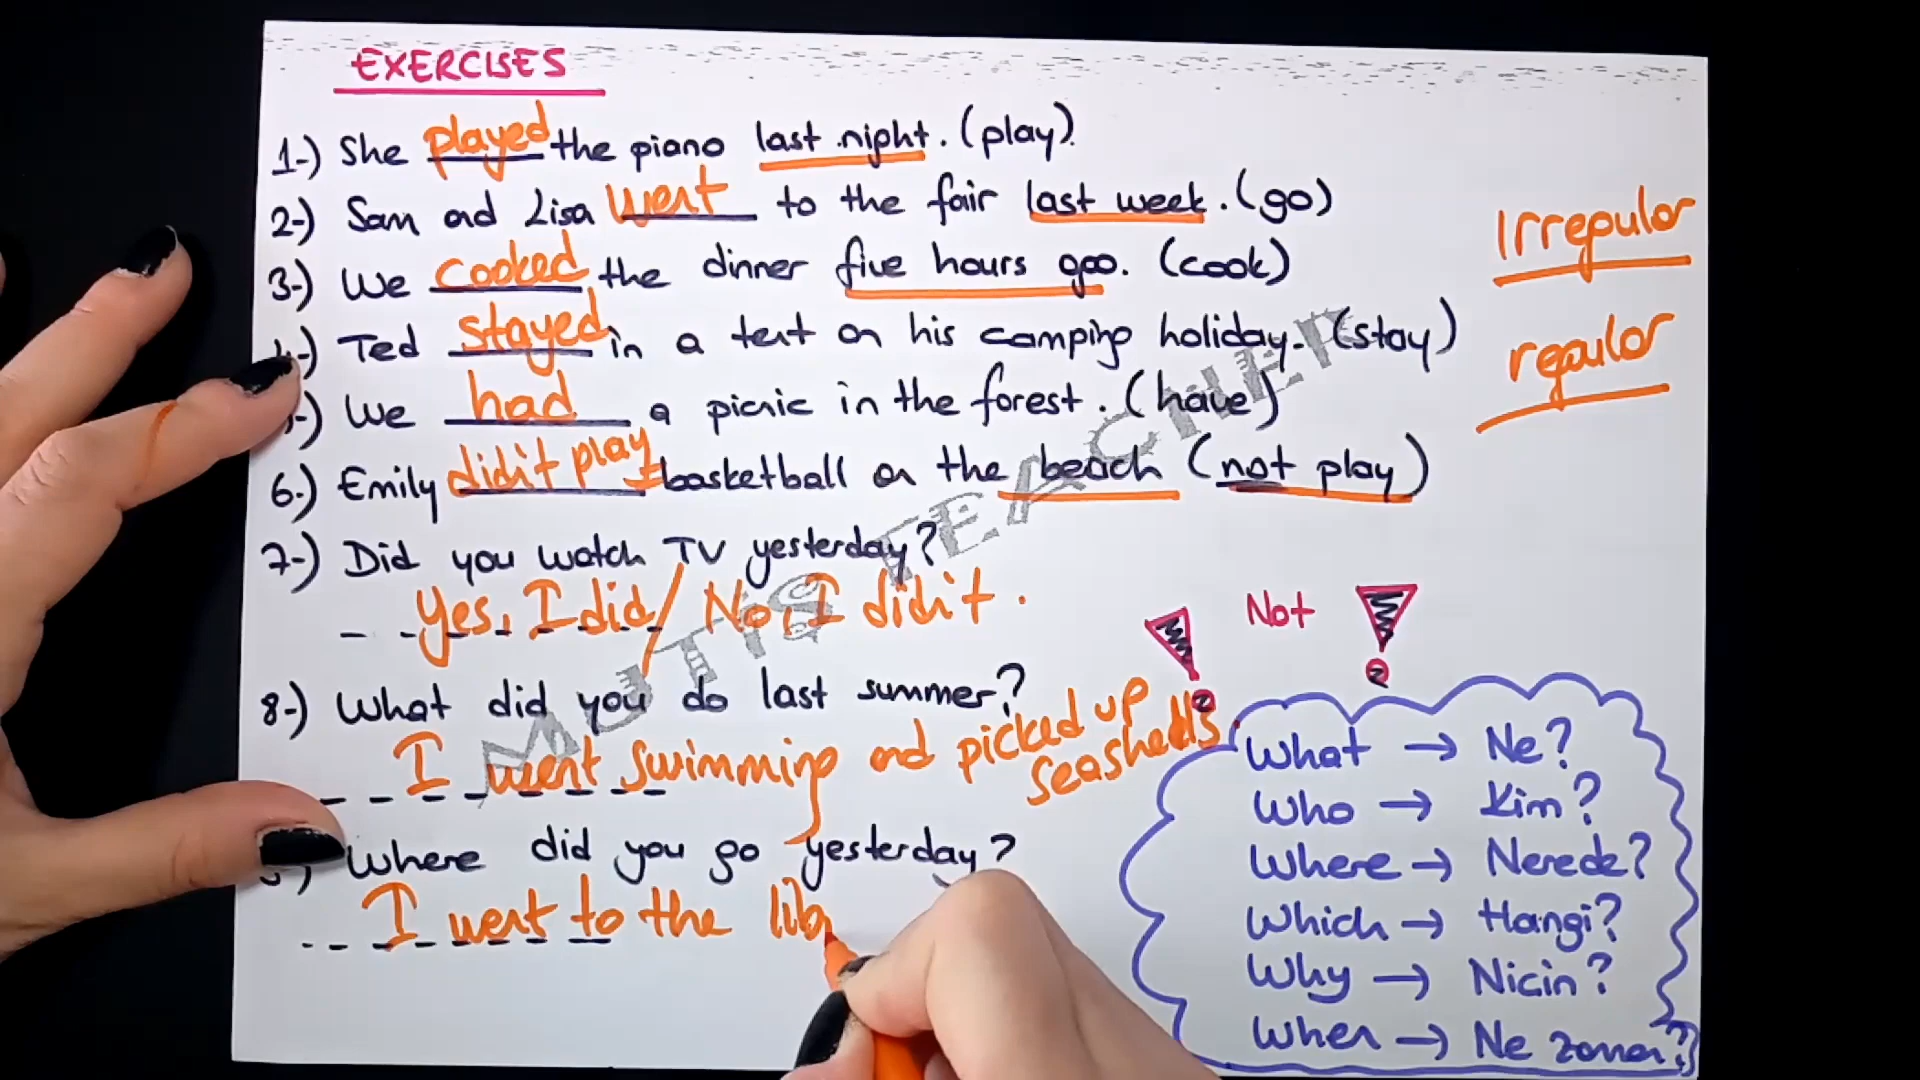 EXERCISES
1-) She played the piano last night. (play).
2-) Sam and Lisa went to the fair last week. (go)
3-) We cooked the dinner five hours ago. (cook)
4-) Ted stayed in a tent on his camping holiday. (stay)
5-) We had a picnic in the forest. (have)
6-) Emily didn't play basketball on the beach (not play)
7-) Did you watch TV yesterday?
Yes, I did / No, I didn't.
8-) What did you do last summer?
I went swimming and picked up
seashells
Where did you go yesterday?
I went to the lib
Irregular
regular
Not
What → Ne?
Who → Kim?
Where → Nerede?
Which → Hangi?
Why → Nicin?
When → Ne zaman?
MUTIS TEACHER